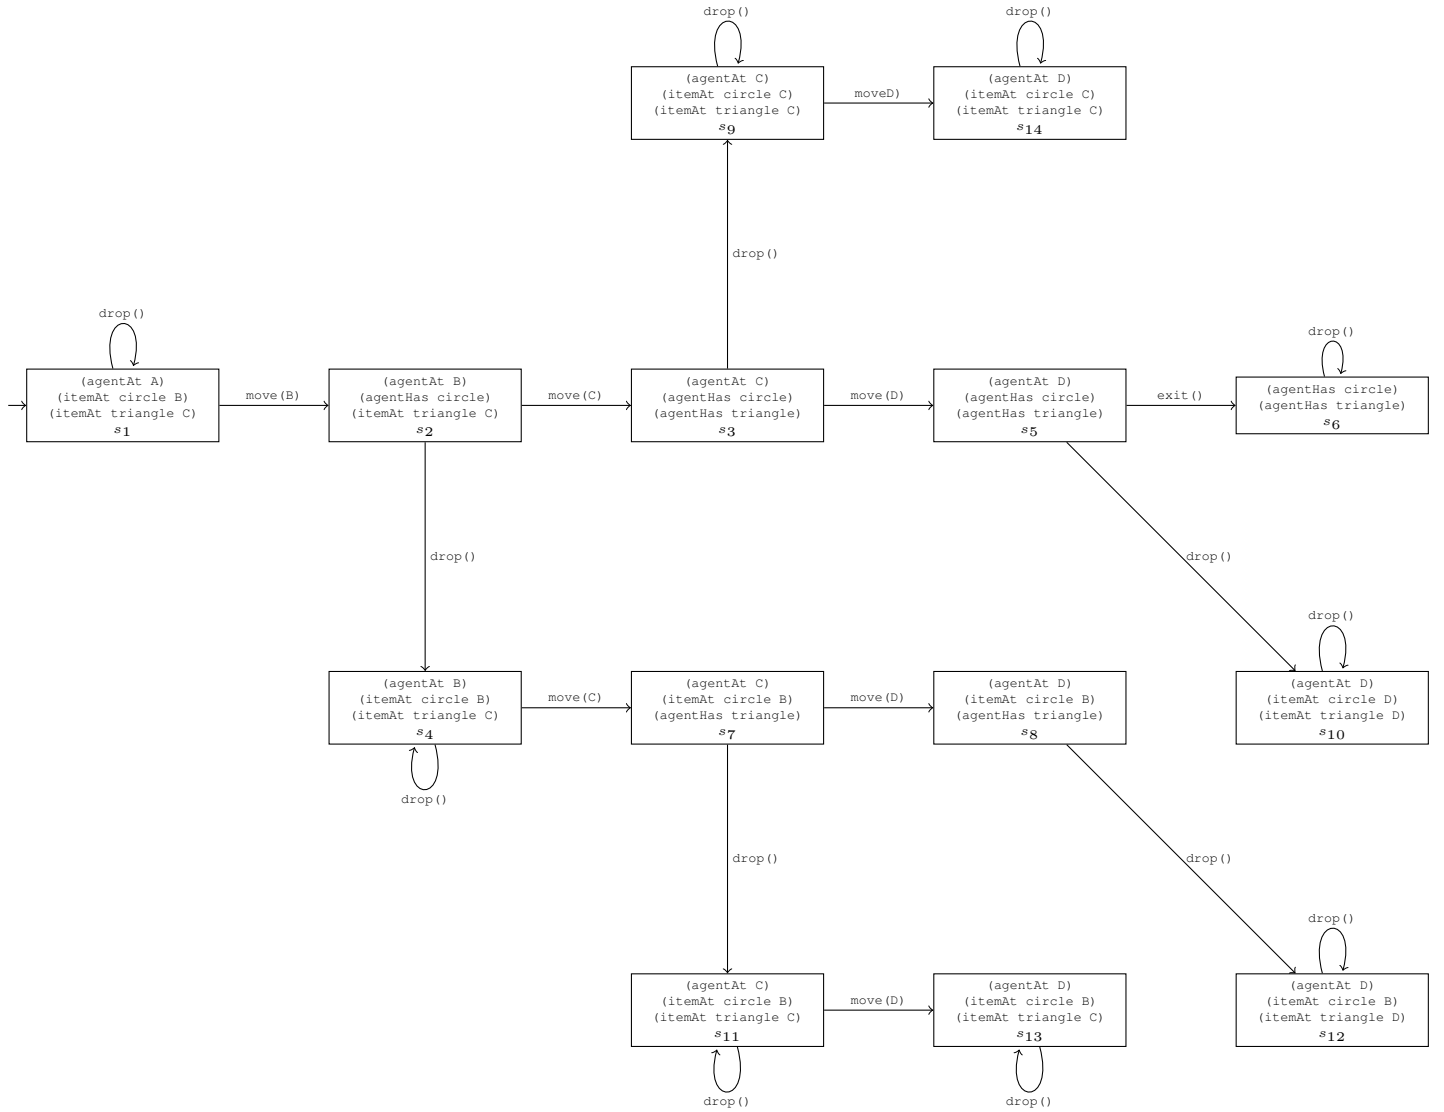 drop()
drop()
(agentAt C)
(itemAt circle C)
(itemAt triangle C)
s9
moveD)
(agentAt D)
(itemAt circle C)
(itemAt triangle C)
s14
drop()
drop()
drop()
(agentAt A)
(itemAt circle B)
(itemAt triangle C)
s1
move(B)
(agentAt B)
(agentHas circle)
(itemAt triangle C)
s2
move(C)
(agentAt C)
(agentHas circle)
(agentHas triangle)
s3
move(D)
(agentAt D)
(agentHas circle)
(agentHas triangle)
s5
exit()
(agentHas circle)
(agentHas triangle)
s6
drop()
drop()
drop()
(agentAt B)
(itemAt circle B)
(itemAt triangle C)
s4
move(C)
(agentAt C)
(itemAt circle B)
(agentHas triangle)
s7
move(D)
(agentAt D)
(itemAt circle B)
(agentHas triangle)
s8
(agentAt D)
(itemAt circle D)
(itemAt triangle D)
s10
drop()
drop()
drop()
drop()
(agentAt C)
(itemAt circle B)
(itemAt triangle C)
s11
move(D)
(agentAt D)
(itemAt circle B)
(itemAt triangle C)
s13
(agentAt D)
(itemAt circle B)
(itemAt triangle D)
s12
drop()
drop()